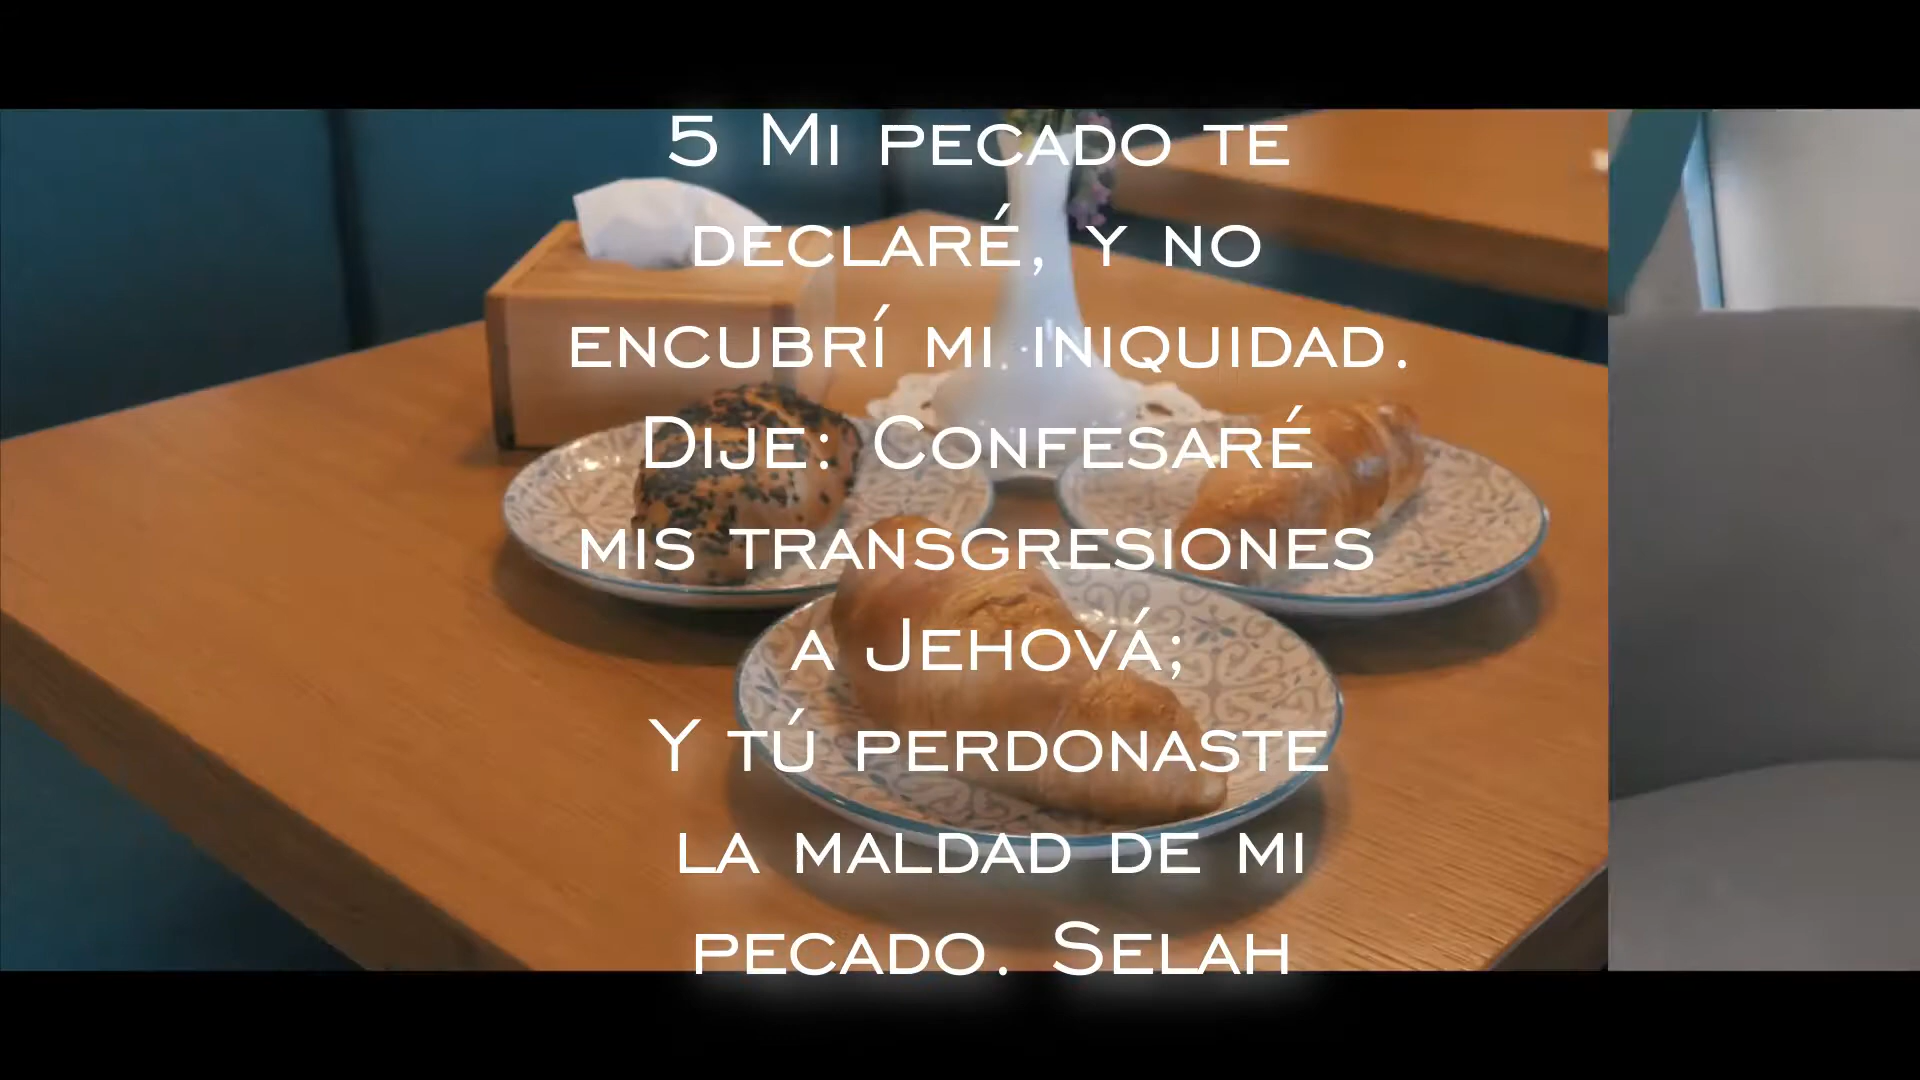 5 Mi pecado te
declaré, y no
encubrí mi iniquidad.
Dije: Confesaré
mis transgresiones
a Jehová;
Y tú perdonaste
la maldad de mi
pecado. Selah